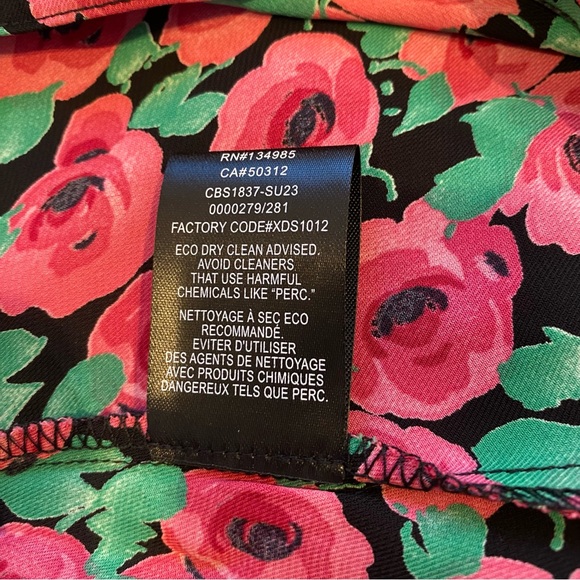 RN#134985
CA#50312
CBS1837-SU23
0000279/281
FACTORY CODE#XDS1012
ECO DRY CLEAN ADVISED.
AVOID CLEANERS
THAT USE HARMFUL
CHEMICALS LIKE “PERC.”
NETTOYAGE À SEC ECO
RECOMMANDÉ.
EVITER D'UTILISER
DES AGENTS DE NETTOYAGE
AVEC PRODUITS CHIMIQUES
DANGEREUX TELS QUE PERC.